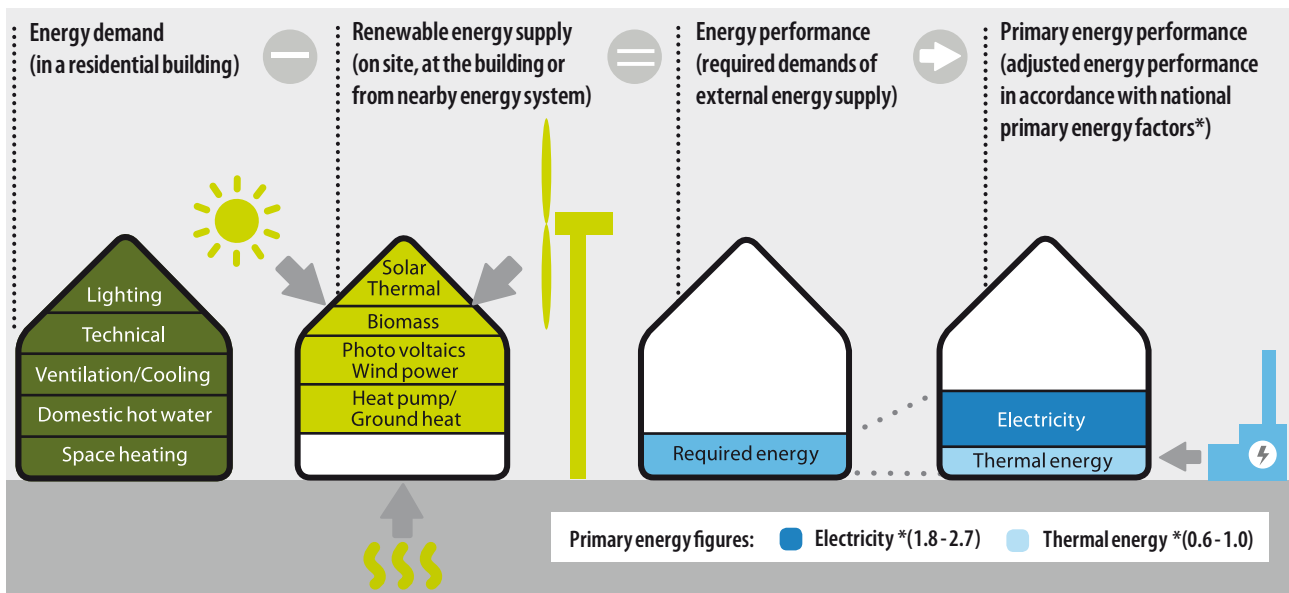 Energy demand
(in a residential building)
Renewable energy supply
(on site, at the building or
from nearby energy system)
Energy performance
(required demands of
external energy supply)
Primary energy performance
(adjusted energy performance
in accordance with national
primary energy factors*)
Lighting
Technical
Ventilation/Cooling
Domestic hot water
Space heating
Solar
Thermal
Biomass
Photo voltaics
Wind power
Heat pump/
Ground heat
Required energy
Electricity
Thermal energy
Primary energy figures: Electricity *(1.8 - 2.7) Thermal energy *(0.6 - 1.0)